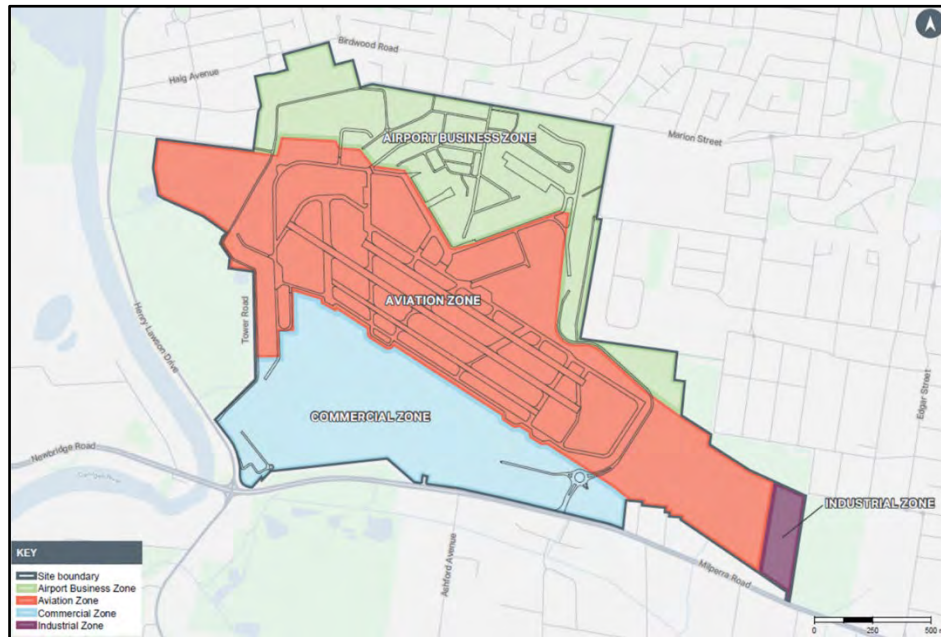 Birdwood Road
Haig Avenue
Marion Street
AIRPORT BUSINESS ZONE
AVIATION ZONE
Henry Lawson Drive
Tower Road
Edgar Street
COMMERCIAL ZONE
Newbridge Road
INDUSTRIAL ZONE
Ashford Avenue
Milperra Road
KEY
Site boundary
Airport Business Zone
Aviation Zone
Commercial Zone
Industrial Zone
0 250 500